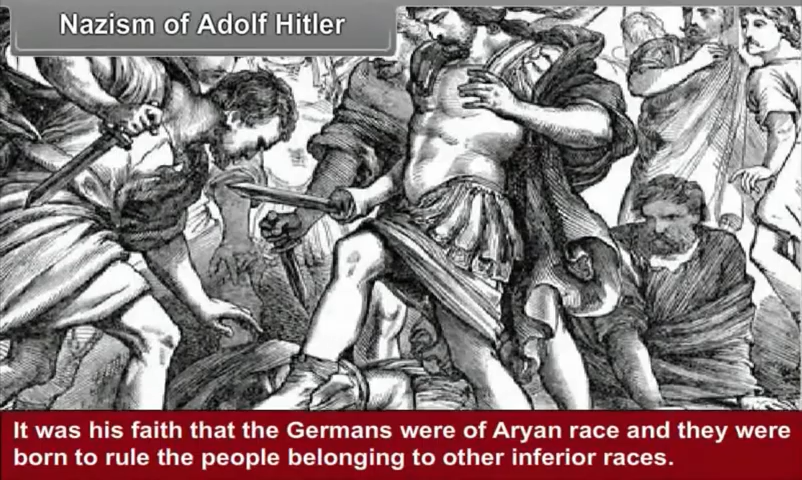 Nazism of Adolf Hitler
It was his faith that the Germans were of Aryan race and they were
born to rule the people belonging to other inferior races.